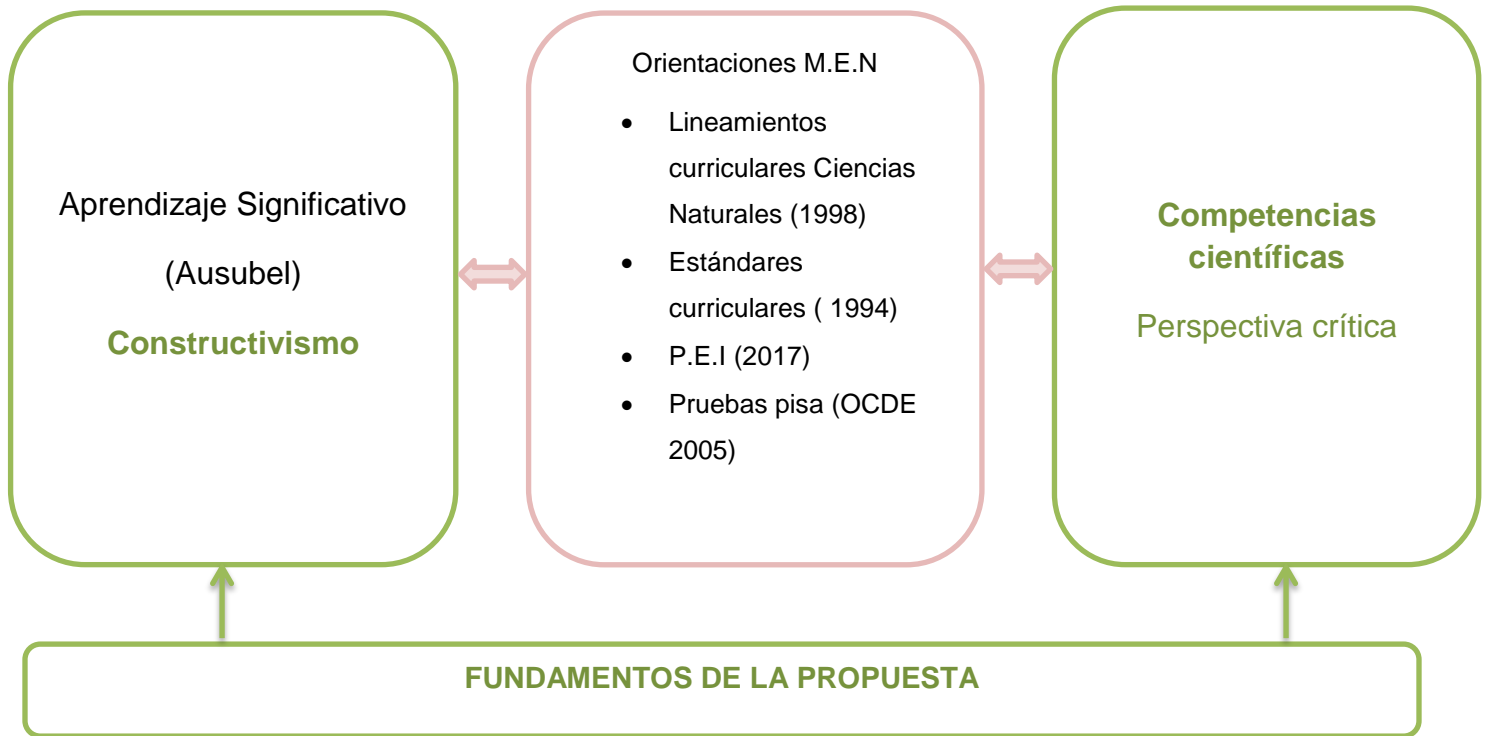 Aprendizaje Significativo
(Ausubel)
Constructivismo
Orientaciones M.E.N
• Lineamientos
curriculares Ciencias
Naturales (1998)
• Estándares
curriculares ( 1994)
• P.E.I (2017)
• Pruebas pisa (OCDE
2005)
Competencias
científicas
Perspectiva crítica
FUNDAMENTOS DE LA PROPUESTA